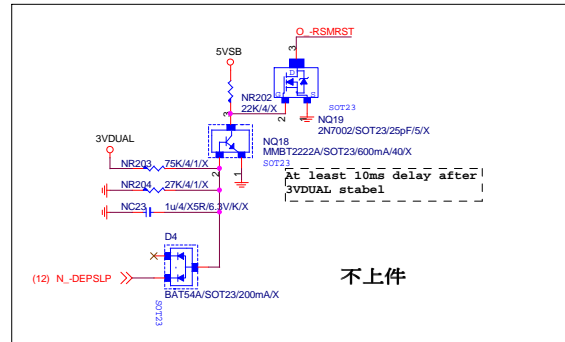 O_-RSMRST
5VSB
3
D
G
S
SOT23
NR202
22K/4/X
2
1
NQ19
2N7002/SOT23/25pF/5/X
3
NQ18
MMBT2222A/SOT23/600mA/40/X
SOT23
3VDUAL
NR203
75K/4/1/X
2
1
At least 10ms delay after
3VDUAL stabel
NR204
27K/4/1/X
NC23
1u/4/X5R/6.3V/K/X
D4
(12) N_-DEPSLP
BAT54A/SOT23/200mA/X
SOT23
不上件